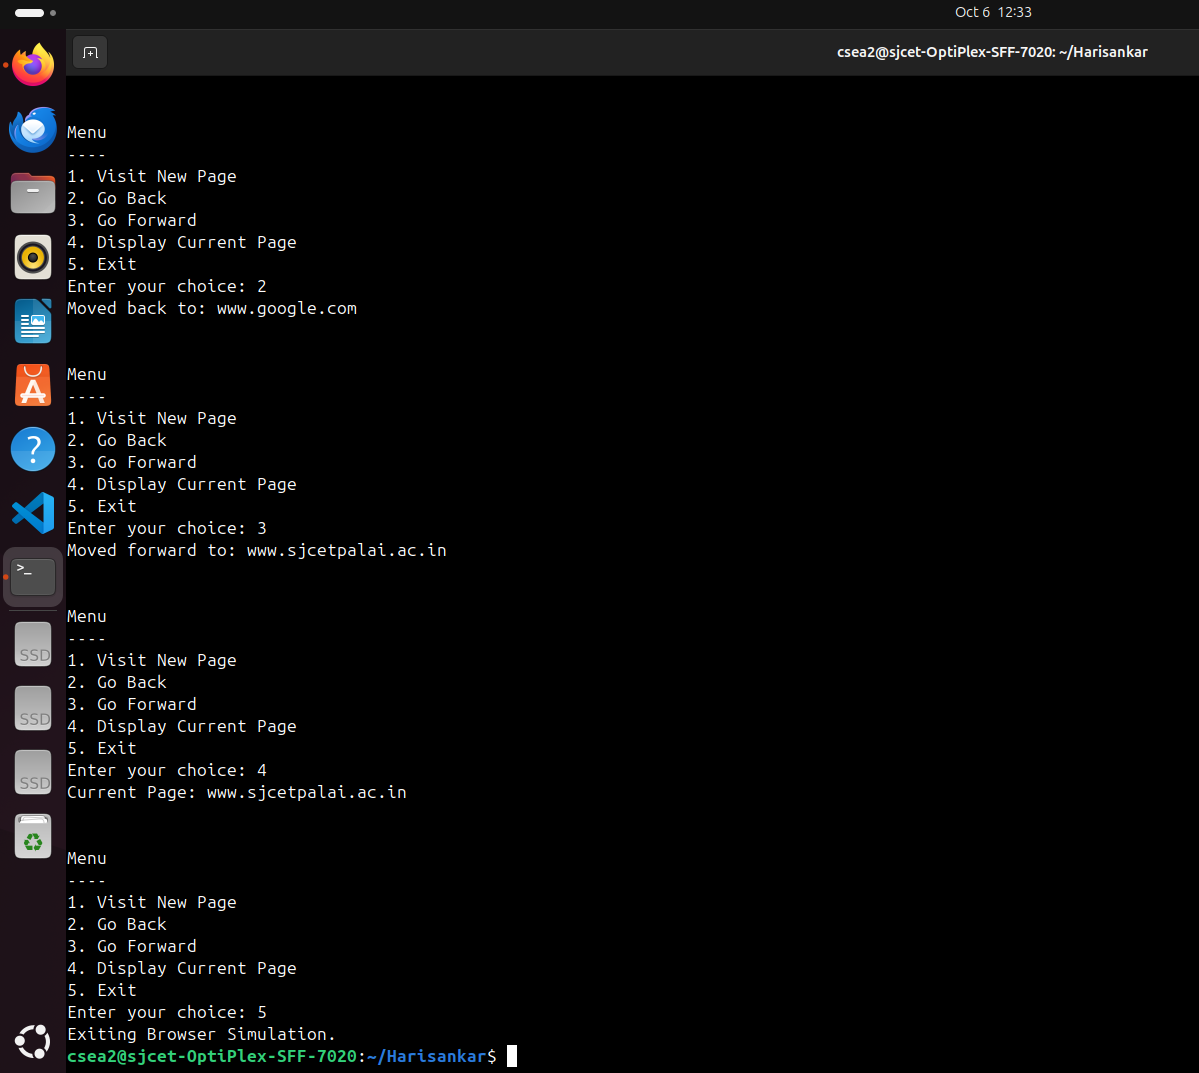 Oct 6 12:33
csea2@sjcet-OptiPlex-SFF-7020: ~/Harisankar
Menu
----
1. Visit New Page
2. Go Back
3. Go Forward
4. Display Current Page
5. Exit
Enter your choice: 2
Moved back to: www.google.com
Menu
----
1. Visit New Page
2. Go Back
3. Go Forward
4. Display Current Page
5. Exit
Enter your choice: 3
Moved forward to: www.sjcetpalai.ac.in
Menu
----
1. Visit New Page
2. Go Back
3. Go Forward
4. Display Current Page
5. Exit
Enter your choice: 4
Current Page: www.sjcetpalai.ac.in
Menu
----
1. Visit New Page
2. Go Back
3. Go Forward
4. Display Current Page
5. Exit
Enter your choice: 5
Exiting Browser Simulation.
csea2@sjcet-OptiPlex-SFF-7020:~/Harisankar$
SSD
SSD
SSD